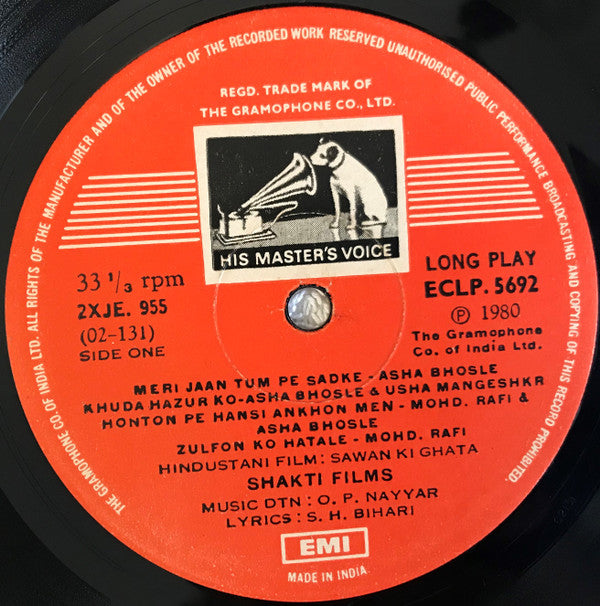 THE GRAMOPHONE CO. OF INDIA LTD. ALL RIGHTS OF THE MANUFACTURER AND OF THE OWNER OF THE RECORDED WORK RESERVED UNAUTHORISED PUBLIC PERFORMANCE BROADCASTING AND COPYING OF THIS RECORD PROHIBITED
REGD. TRADE MARK OF
THE GRAMOPHONE CO., LTD.
HIS MASTER'S VOICE
33 1/3 rpm
2XJE. 955
(02-131)
SIDE ONE
LONG PLAY
ECLP. 5692
Ⓟ 1980
The Gramophone
Co. of India Ltd.
MERI JAAN TUM PE SADKE - ASHA BHOSLE
KHUDA HAZUR KO-ASHA BHOSLE & USHA MANGESHKR
HONTON PE HANSI ANKHON MEN - MOHD. RAFI &
ASHA BHOSLE
ZULFON KO HATALE - MOHD. RAFI
HINDUSTANI FILM: SAWAN KI GHATA
SHAKTI FILMS
MUSIC DTN : O. P. NAYYAR
LYRICS : S. H. BIHARI
EMI
MADE IN INDIA